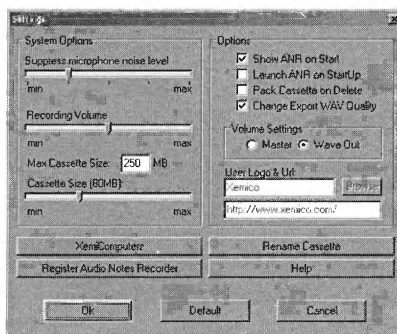 Settings
System Options
Suppress microphone noise level
min max
Recording Volume
min max
Max Cassette Size: 250 MB
Cassette Size (60MB):
min max
Options
Show ANR on Start
Launch ANR on StartUp
Pack Cassette on Delete
Change Export WAV Quality
Volume Settings
Master Wave Out
User Logo & Url:
Xemico Browse
http://www.xemico.com/
XemiComputers Rename Cassette
Register Audio Notes Recorder Help
Ok Default Cancel